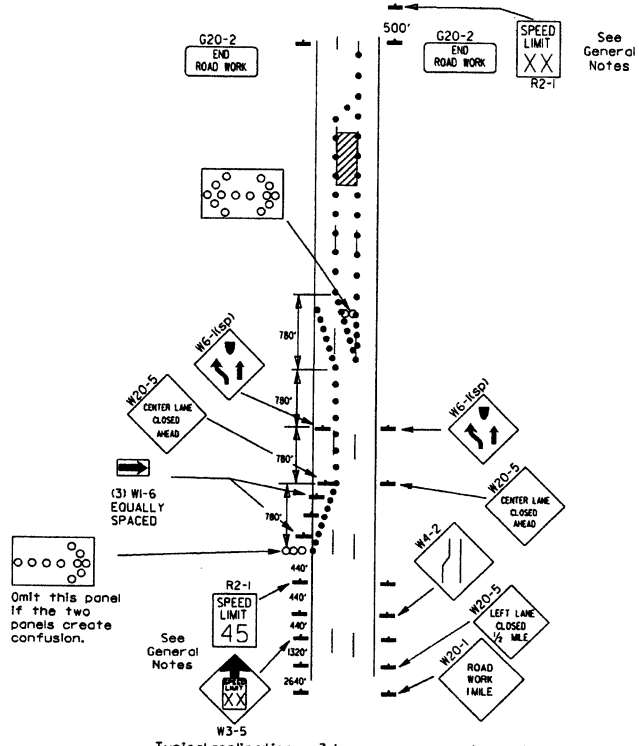 500'
G20-2
END
ROAD WORK
G20-2
END
ROAD WORK
SPEED
LIMIT
XX
R2-1
See
General
Notes
780'
W6-1(sp)
W20-5
CENTER LANE
CLOSED
AHEAD
780'
780'
W6-1(sp)
(3) W1-6
EQUALLY
SPACED
780'
W20-5
CENTER LANE
CLOSED
AHEAD
Omit this panel
if the two
panels create
confusion.
440'
R2-1
SPEED
LIMIT
45
440'
440'
1320'
2640'
W4-2
W20-5
LEFT LANE
CLOSED
1/2 MILE
W20-1
ROAD
WORK
1 MILE
See
General
Notes
SPEED
LIMIT
XX
W3-5
Typical application